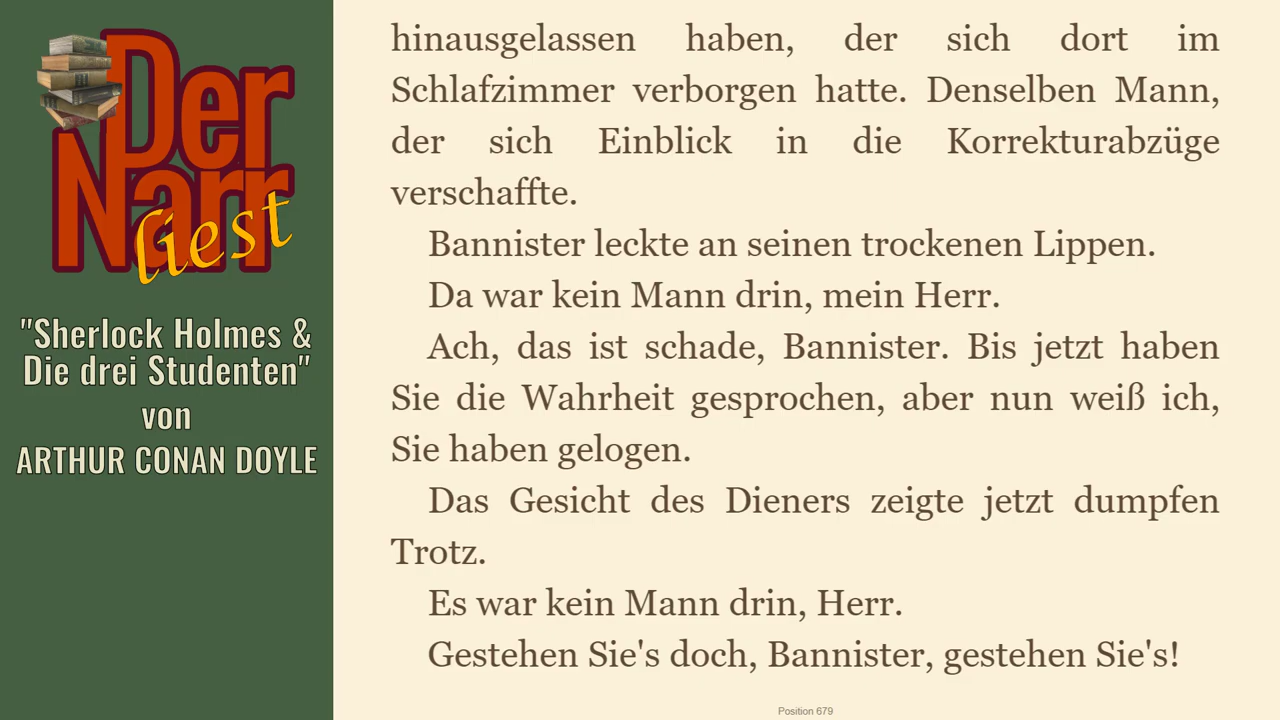 Der
Narr
liest
"Sherlock Holmes &
Die drei Studenten"
von
ARTHUR CONAN DOYLE
hinausgelassen haben, der sich dort im
Schlafzimmer verborgen hatte. Denselben Mann,
der sich Einblick in die Korrekturabzüge
verschaffte.
Bannister leckte an seinen trockenen Lippen.
Da war kein Mann drin, mein Herr.
Ach, das ist schade, Bannister. Bis jetzt haben
Sie die Wahrheit gesprochen, aber nun weiß ich,
Sie haben gelogen.
Das Gesicht des Dieners zeigte jetzt dumpfen
Trotz.
Es war kein Mann drin, Herr.
Gestehen Sie's doch, Bannister, gestehen Sie's!
Position 679